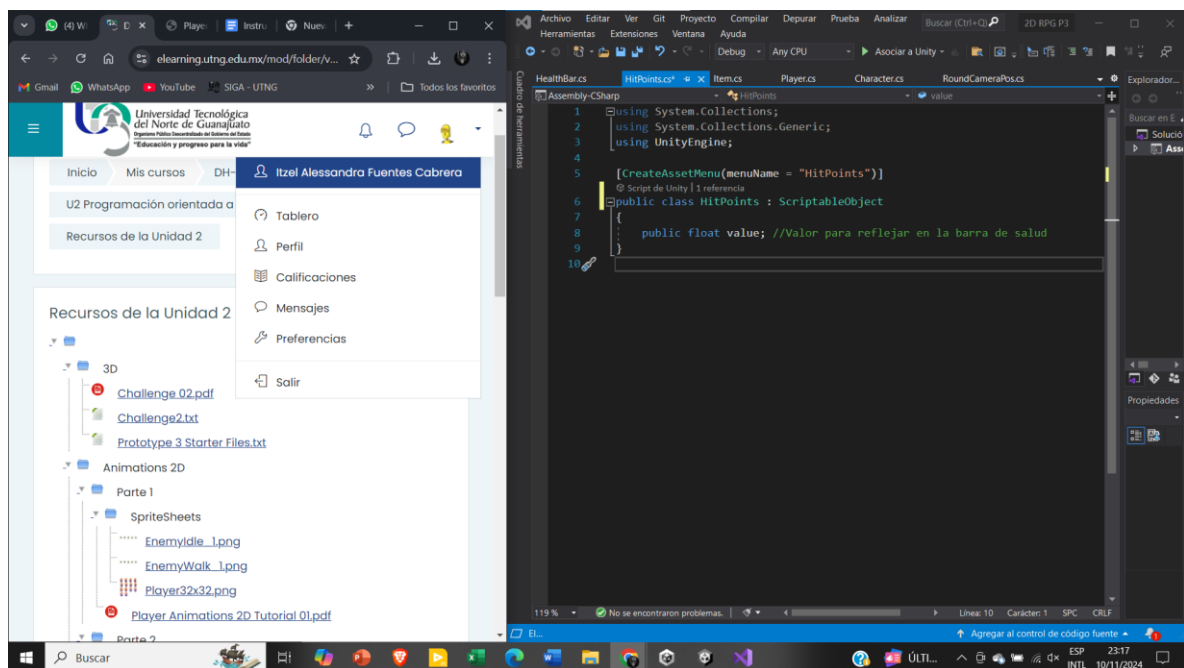 (4) W
D
Player
Instru
Nuev
elearning.utng.edu.mx/mod/folder/v...
Gmail
WhatsApp
YouTube
SIGA - UTNG
»
Todos los favoritos
Universidad Tecnológica
del Norte de Guanajuato
Organismo Público Descentralizado del Gobierno del Estado
"Educación y progreso para la vida"
Inicio
Mis cursos
DH-
U2 Programación orientada a
Recursos de la Unidad 2
Itzel Alessandra Fuentes Cabrera
Tablero
Perfil
Calificaciones
Mensajes
Preferencias
Salir
Recursos de la Unidad 2
3D
Challenge 02.pdf
Challenge2.txt
Prototype 3 Starter Files.txt
Animations 2D
Parte 1
SpriteSheets
EnemyIdle_1.png
EnemyWalk_1.png
Player32x32.png
Player Animations 2D Tutorial 01.pdf
Parte 2
Archivo Editar Ver Git Proyecto Compilar Depurar Prueba Analizar
Herramientas Extensiones Ventana Ayuda
Buscar (Ctrl+Q)
2D RPG P3
Debug
Any CPU
Asociar a Unity
Cuadro de herramientas
HealthBar.cs
HitPoints.cs*
Item.cs
Player.cs
Character.cs
RoundCameraPos.cs
Assembly-CSharp
HitPoints
value
1 using System.Collections;
2 using System.Collections.Generic;
3 using UnityEngine;
4
5 [CreateAssetMenu(menuName = "HitPoints")]
Script de Unity | 1 referencia
6 public class HitPoints : ScriptableObject
7 {
8 public float value; //Valor para reflejar en la barra de salud
9 }
10
119 %
No se encontraron problemas.
Línea: 10 Carácter: 1 SPC CRLF
Explorador...
Buscar en E
Solució
Asse
Propiedades
El...
Agregar al control de código fuente
Buscar
ÚLTI...
ESP
INTL
23:17
10/11/2024